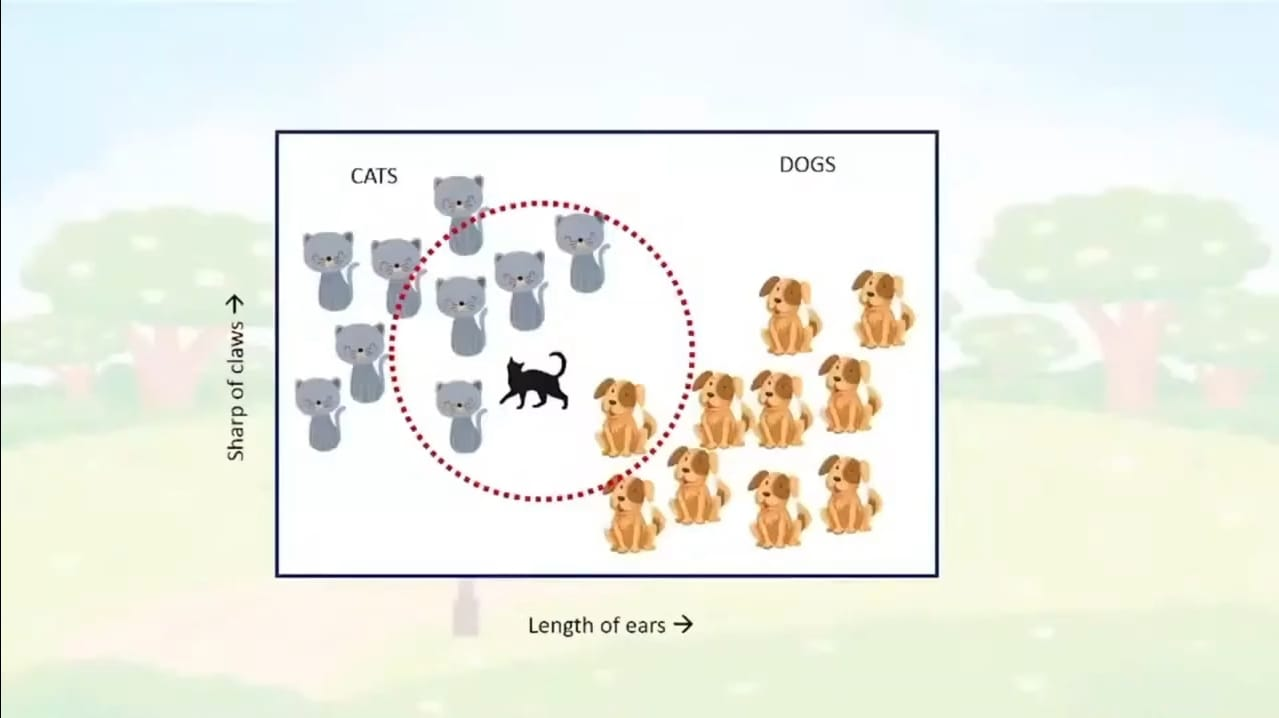 CATS
DOGS
Sharp of claws →
Length of ears →